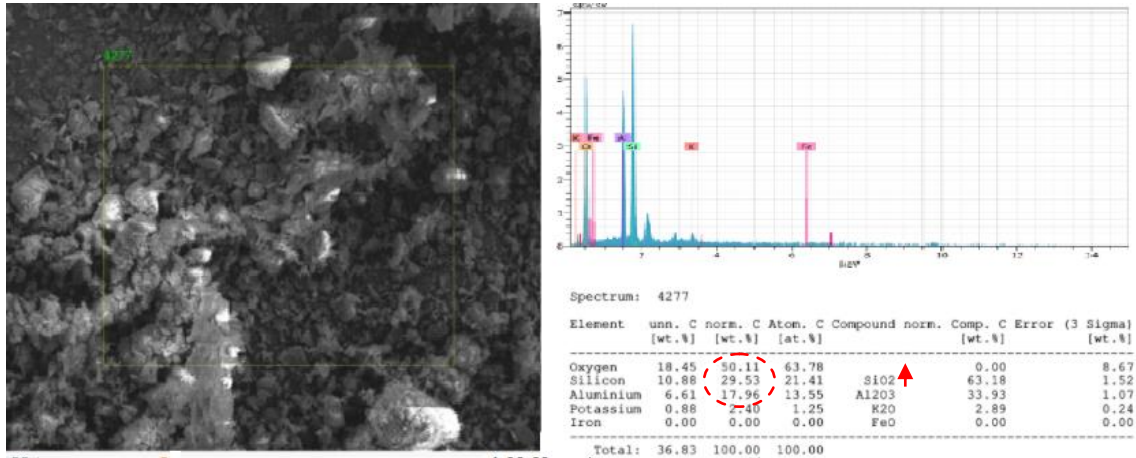 4277
K Fe
Si
K
Fe
2 4 6 8 10 12 14
keV
Spectrum: 4277
Element unn. C norm. C Atom. C Compound norm. Comp. C Error (3 Sigma)
[wt.%] [wt.%] [at.%] [wt.%] [wt.%]
Oxygen 18.45 50.11 63.78 0.00 8.67
Silicon 10.88 29.53 21.41 SiO2 63.18 1.52
Aluminium 6.61 17.96 13.55 Al2O3 33.93 1.07
Potassium 0.88 2.40 1.25 K2O 2.89 0.24
Iron 0.00 0.00 0.00 FeO 0.00 0.00
Total: 36.83 100.00 100.00